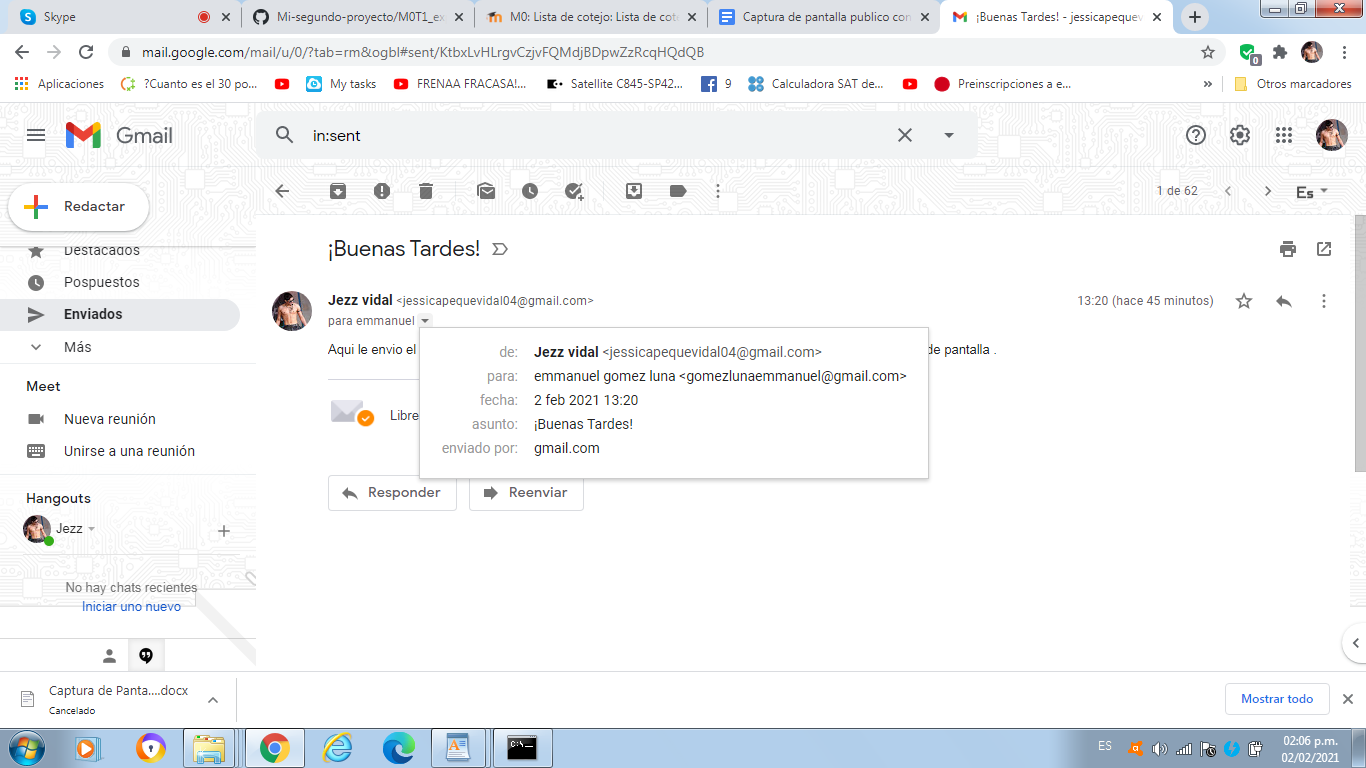 Skype
Mi-segundo-proyecto/M0T1_ex
M0: Lista de cotejo: Lista de cote
Captura de pantalla publico con
¡Buenas Tardes! - jessicapequev
mail.google.com/mail/u/0/?tab=rm&ogbl#sent/KtbxLvHLrgvCzjvFQMdjBDpwZzRcqHQdQB
0
Aplicaciones
?Cuanto es el 30 po...
My tasks
FRENAA FRACASA!...
Satellite C845-SP42...
9
Calculadora SAT de...
Preinscripciones a e...
»
Otros marcadores
Gmail
in:sent
Redactar
1 de 62
Es
Destacados
Pospuestos
Enviados
Más
Meet
Nueva reunión
Unirse a una reunión
Hangouts
Jezz
No hay chats recientes
Iniciar uno nuevo
¡Buenas Tardes!
Jezz vidal <jessicapequevidal04@gmail.com>
13:20 (hace 45 minutos)
para emmanuel
Aqui le envio el
de pantalla .
de: Jezz vidal <jessicapequevidal04@gmail.com>
para: emmanuel gomez luna <gomezlunaemmanuel@gmail.com>
fecha: 2 feb 2021 13:20
asunto: ¡Buenas Tardes!
enviado por: gmail.com
Libre
Responder
Reenviar
Captura de Panta....docx
Cancelado
Mostrar todo
C:\
ES
02:06 p.m.
02/02/2021